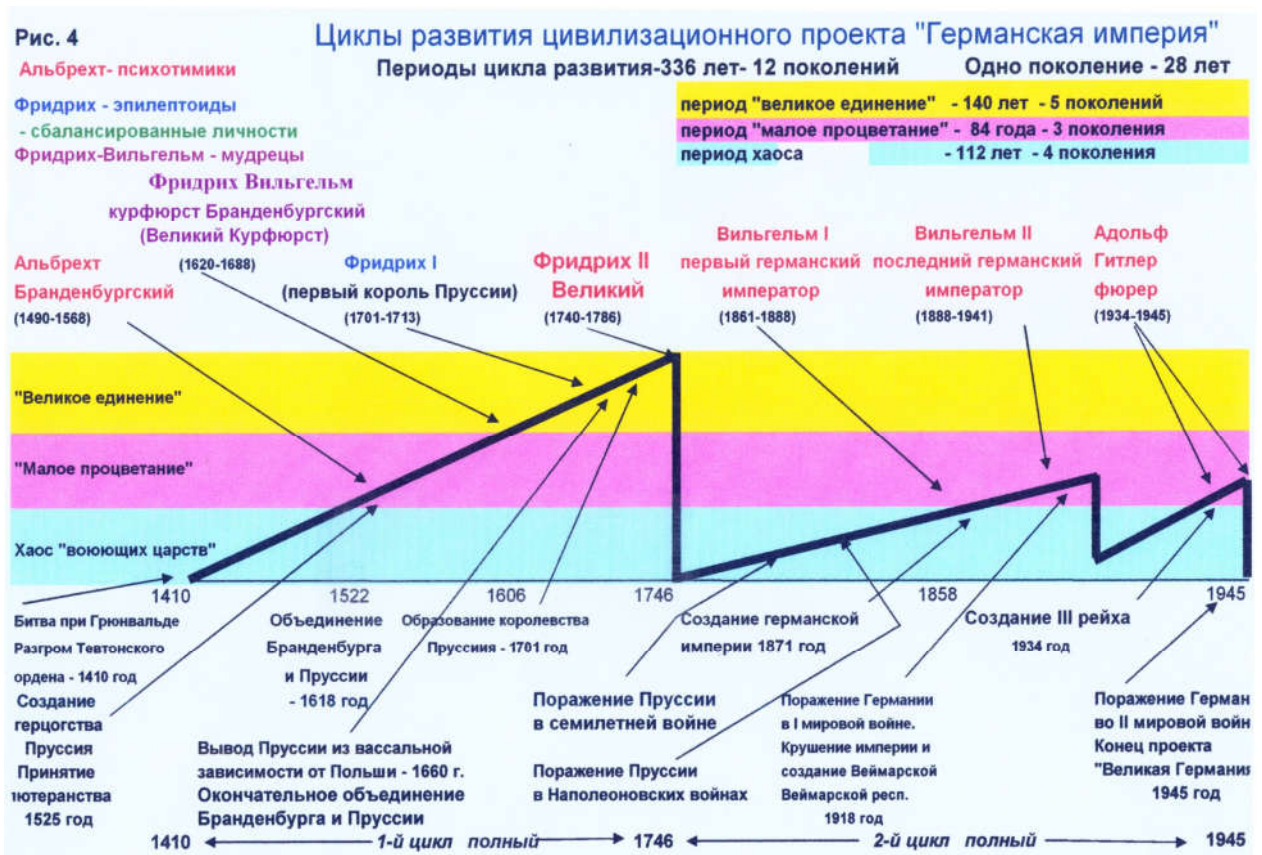 Рис. 4
Циклы развития цивилизационного проекта "Германская империя"
Альбрехт- психотимики
Периоды цикла развития-336 лет- 12 поколений
Одно поколение - 28 лет
Фридрих - эпилептоиды
- сбалансированные личности
Фридрих-Вильгельм - мудрецы
период "великое единение" - 140 лет - 5 поколений
период "малое процветание" - 84 года - 3 поколения
период хаоса - 112 лет - 4 поколения
Фридрих Вильгельм
курфюрст Бранденбургский
(Великий Курфюрст)
(1620-1688)
Альбрехт
Бранденбургский
(1490-1568)
Фридрих I
(первый король Пруссии)
(1701-1713)
Фридрих II
Великий
(1740-1786)
Вильгельм I
первый германский
император
(1861-1888)
Вильгельм II
последний германский
император
(1888-1941)
Адольф
Гитлер
фюрер
(1934-1945)
"Великое единение"
"Малое процветание"
Хаос "воюющих царств"
1410
1522
1606
1746
1858
1945
Битва при Грюнвальде
Разгром Тевтонского
ордена - 1410 год
Создание
герцогства
Пруссия
Принятие
лютеранства
1525 год
Объединение
Бранденбурга
и Пруссии
- 1618 год
Образование королевства
Пруссиия - 1701 год
Вывод Пруссии из вассальной
зависимости от Польши - 1660 г.
Окончательное объединение
Бранденбурга и Пруссии
Создание германской
империи 1871 год
Поражение Пруссии
в семилетней войне
Поражение Пруссии
в Наполеоновских войнах
Создание III рейха
1934 год
Поражение Германии
в I мировой войне.
Крушение империи и
создание Веймарской
Веймарской респ.
1918 год
Поражение Герман
во II мировой войн
Конец проекта
"Великая Германия
1945 год
1410
1-й цикл полный
1746
2-й цикл полный
1945